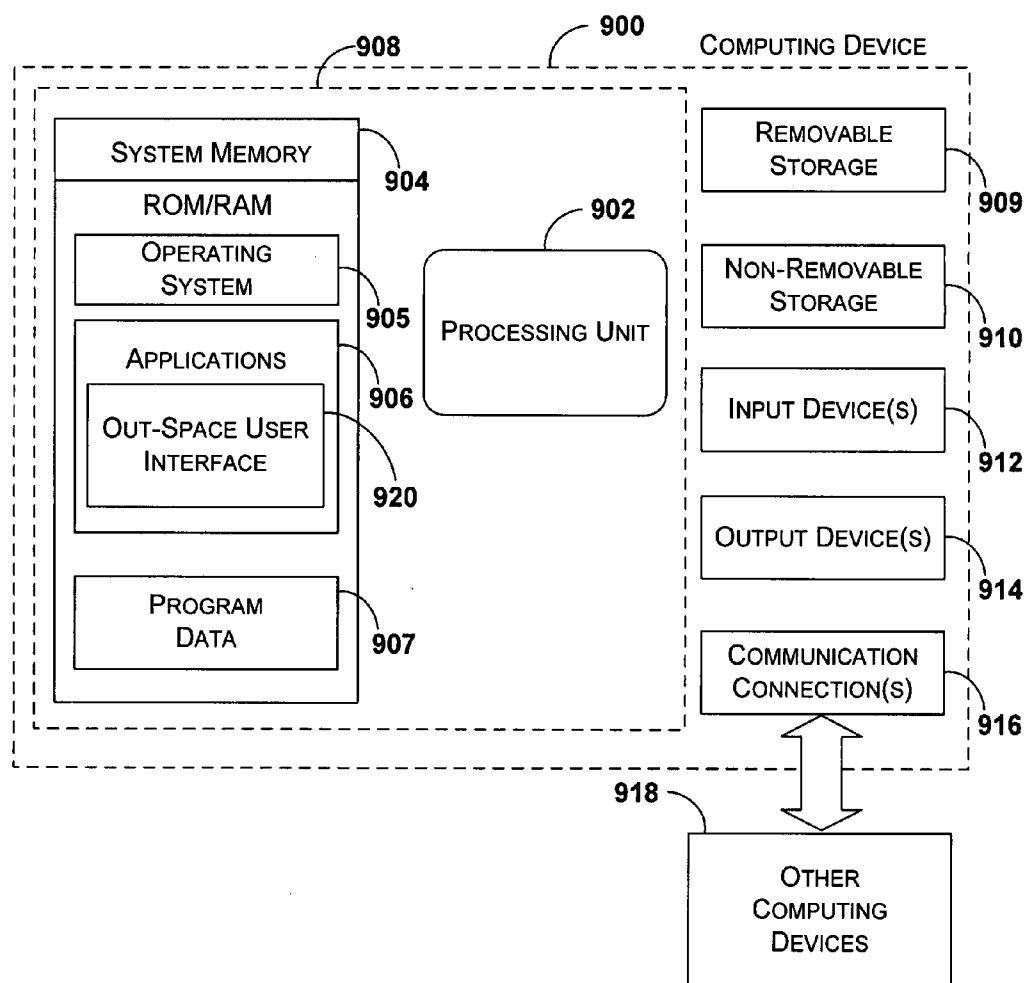 900
COMPUTING DEVICE
908
SYSTEM MEMORY
904
ROM/RAM
OPERATING
SYSTEM
905
APPLICATIONS
906
OUT-SPACE USER
INTERFACE
920
PROGRAM
DATA
907
902
PROCESSING UNIT
REMOVABLE
STORAGE
909
NON-REMOVABLE
STORAGE
910
INPUT DEVICE(S)
912
OUTPUT DEVICE(S)
914
COMMUNICATION
CONNECTION(S)
916
918
OTHER
COMPUTING
DEVICES